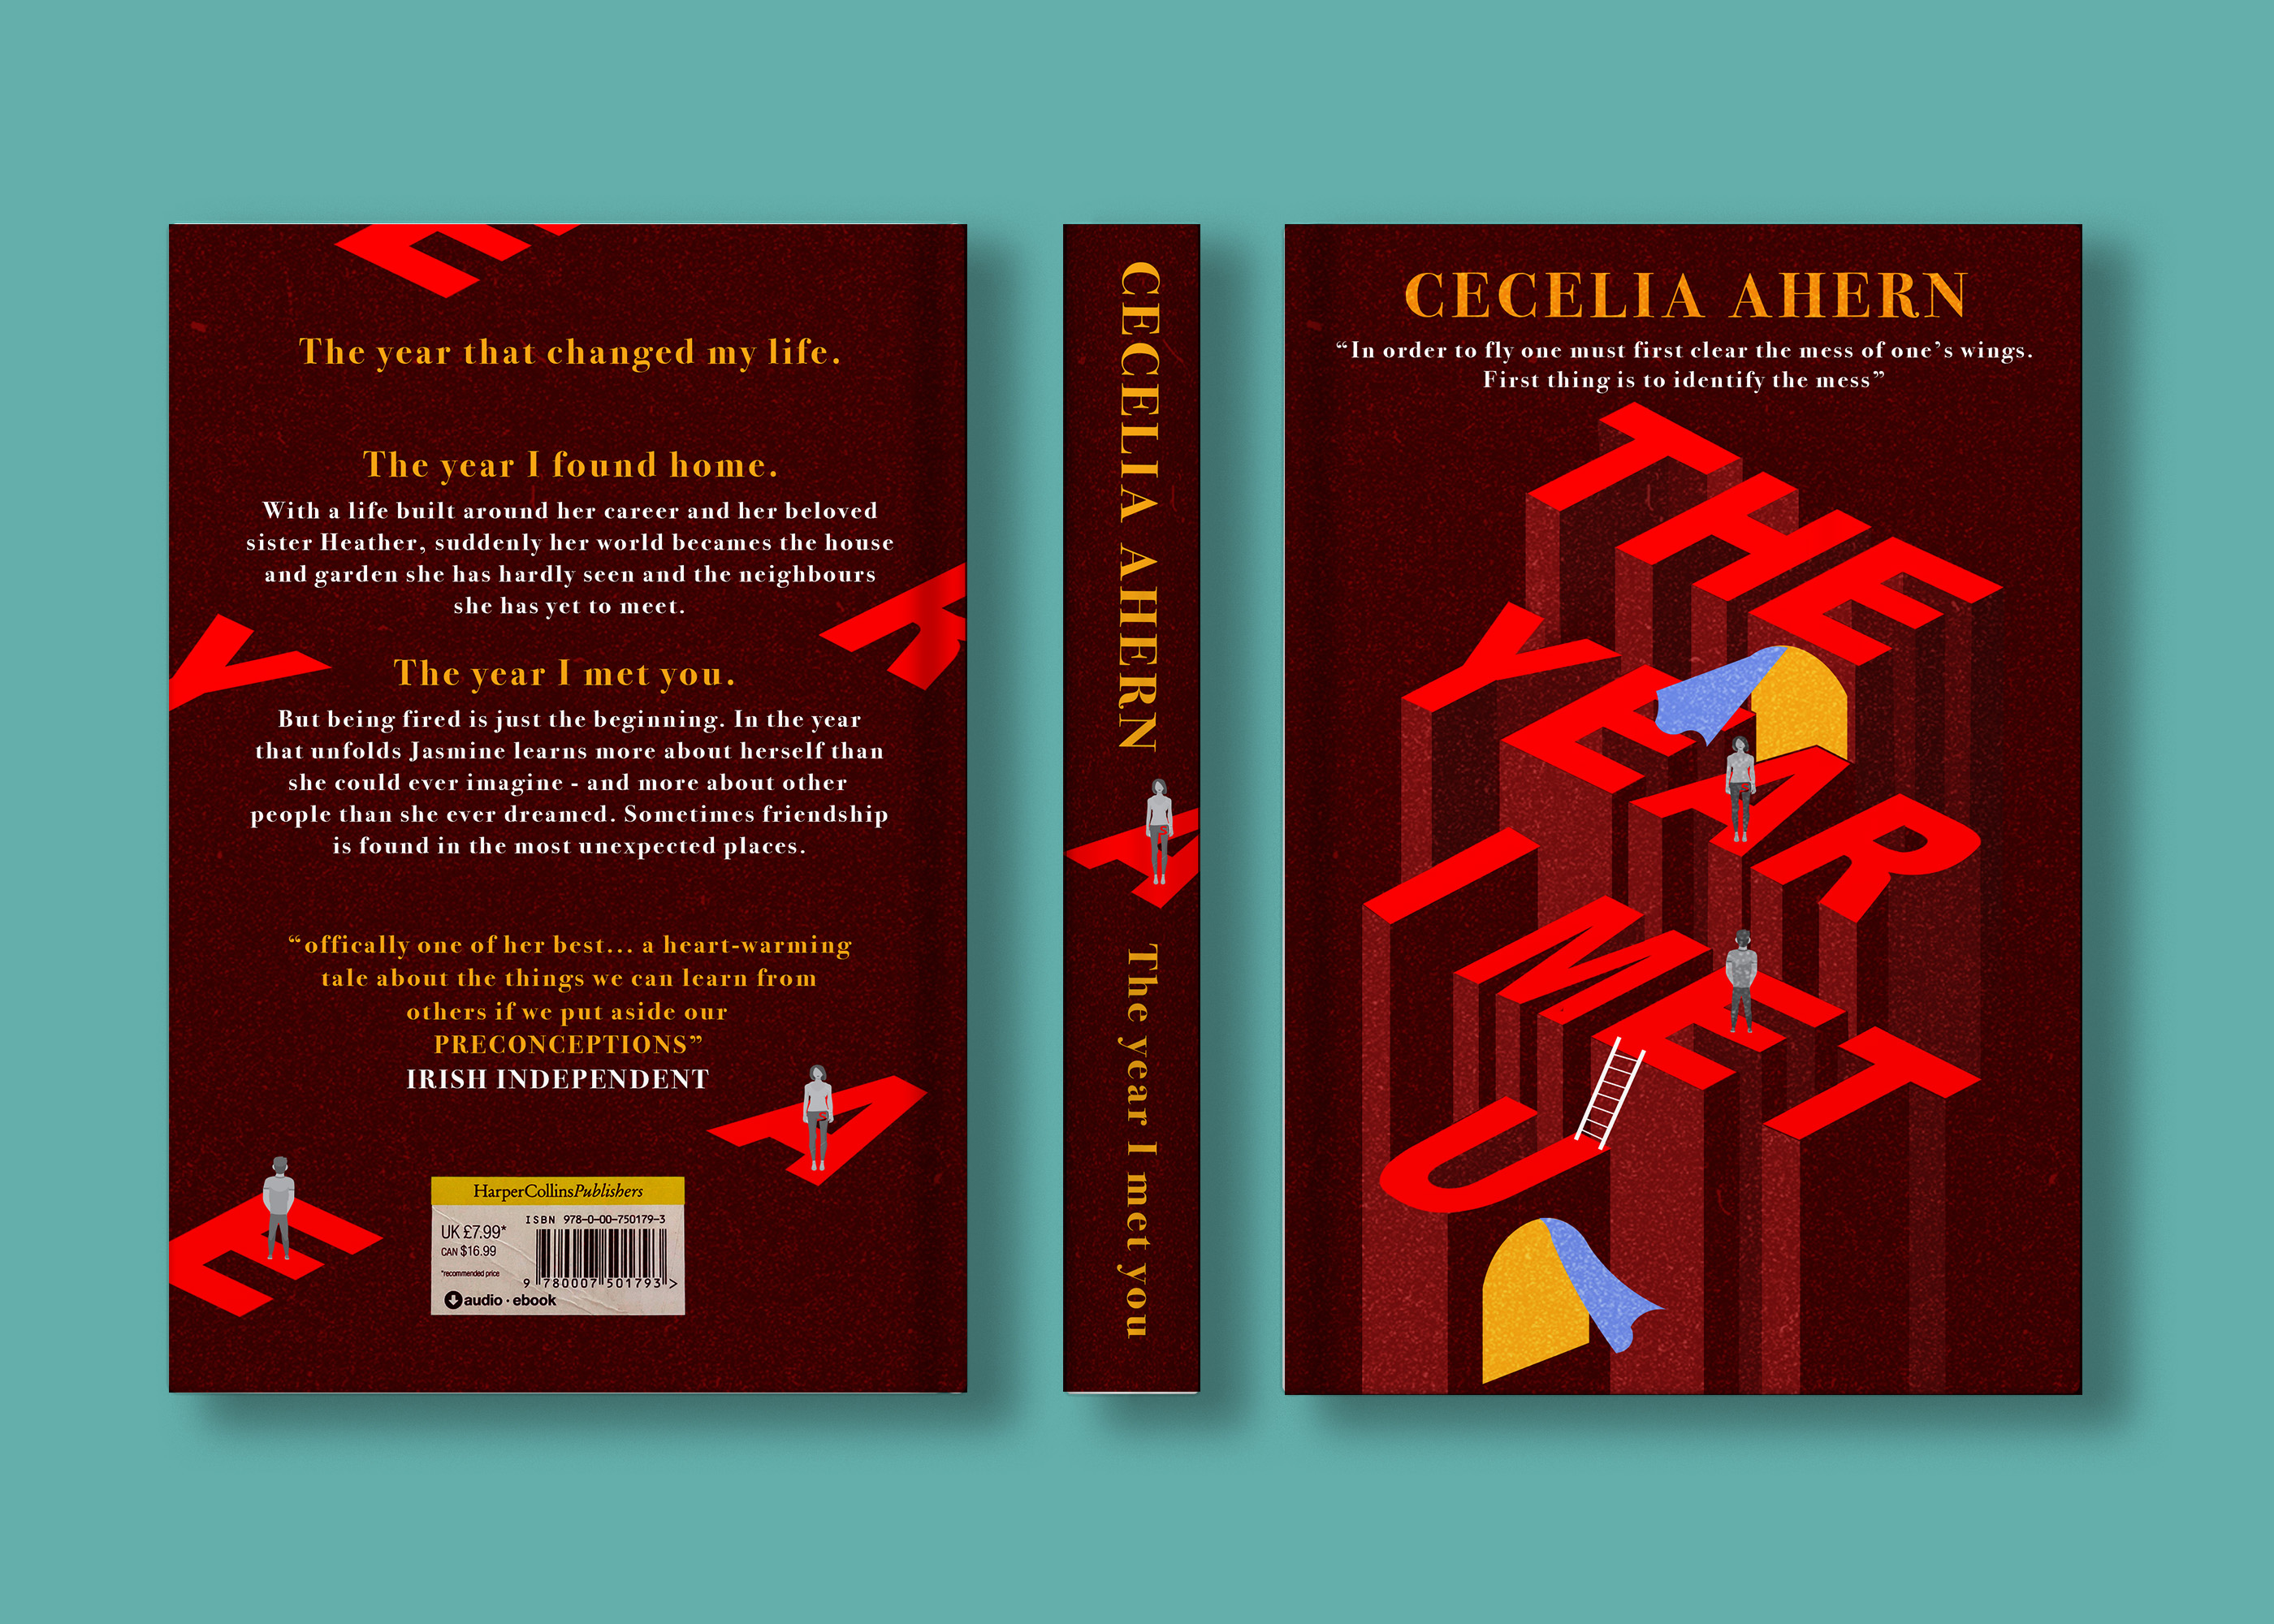 The year that changed my life.
The year I found home.
With a life built around her career and her beloved
sister Heather, suddenly her world becames the house
and garden she has hardly seen and the neighbours
she has yet to meet.
The year I met you.
But being fired is just the beginning. In the year
that unfolds Jasmine learns more about herself than
she could ever imagine - and more about other
people than she ever dreamed. Sometimes friendship
is found in the most unexpected places.
“offically one of her best... a heart-warming
tale about the things we can learn from
others if we put aside our
PRECONCEPTIONS”
IRISH INDEPENDENT
HarperCollinsPublishers
ISBN 978-0-00-750179-3
UK £7.99*
CAN $16.99
*recommended price
9 780007 501793 >
audio · ebook
E
Y
R
A
E
CECELIA AHERN
A
The year I met you
CECELIA AHERN
“In order to fly one must first clear the mess of one’s wings.
First thing is to identify the mess”
THE
YEAR
I MET
U